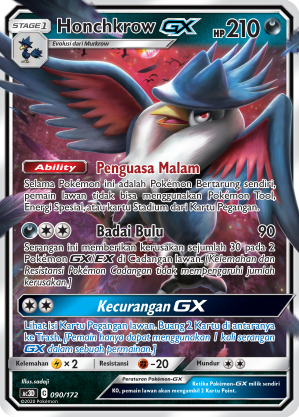 STAGE 1 Honchkrow GX HP 210
Evolusi dari Murkrow
Ability Penguasa Malam
Selama Pokémon ini adalah Pokémon Bertarung sendiri,
pemain lawan tidak bisa menggunakan Pokémon Tool,
Energi Spesial, atau kartu Stadium dari Kartu Pegangan.
Badai Bulu 90
Serangan ini memberikan kerusakan sejumlah 30 pada 2
Pokémon GX/EX di Cadangan lawan. [Kelemahan dan
Resistansi Pokémon Cadangan tidak mempengaruhi jumlah
kerusakan.]
Kecurangan GX
Lihat isi Kartu Pegangan lawan. Buang 2 Kartu di antaranya
ke Trash. [Pemain hanya dapat menggunakan 1 kali serangan
GX dalam sebuah permainan.]
Kelemahan ×2 Resistansi -20 Mundur
Illus. sadaji
Peraturan Pokémon-GX
Ketika Pokémon-GX milik sendiri
KO, pemain lawan akan mengambil 2 kartu Point.
AC3D 090/172
©2020 Pokémon